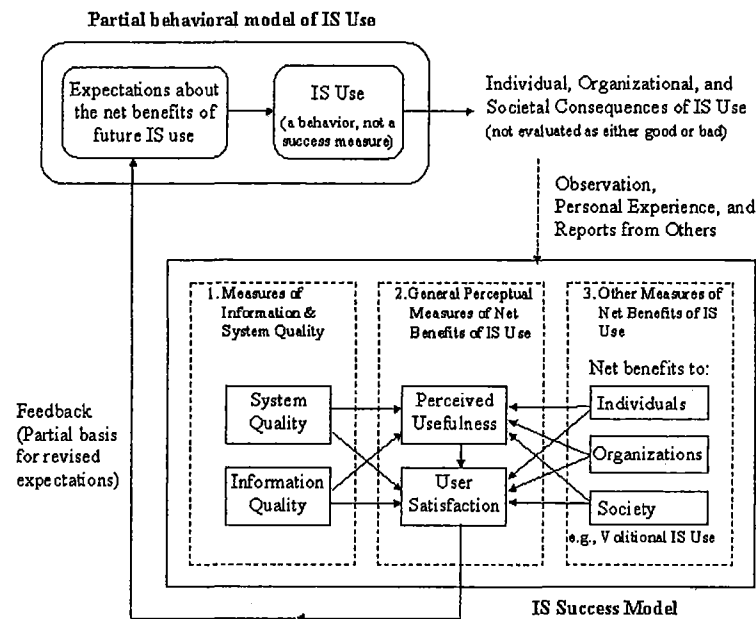 Partial behavioral model of IS Use
Expectations about
the net benefits of
future IS use
IS Use
(a behavior, not a
success measure)
Individual, Organizational, and
Societal Consequences of IS Use
(not evaluated as either good or bad)
Observation,
Personal Experience, and
Reports from Others
1.Measures of
Information &
System Quality
2.General Perceptual
Measures of Net
Benefits of IS Use
3.Other Measures of
Net Benefits of IS
Use
Net benefits to:
System
Quality
Perceived
Usefulness
Individuals
Organizations
Information
Quality
User
Satisfaction
Society
e.g., Volitional IS Use
Feedback
(Partial basis
for revised
expectations)
IS Success Model